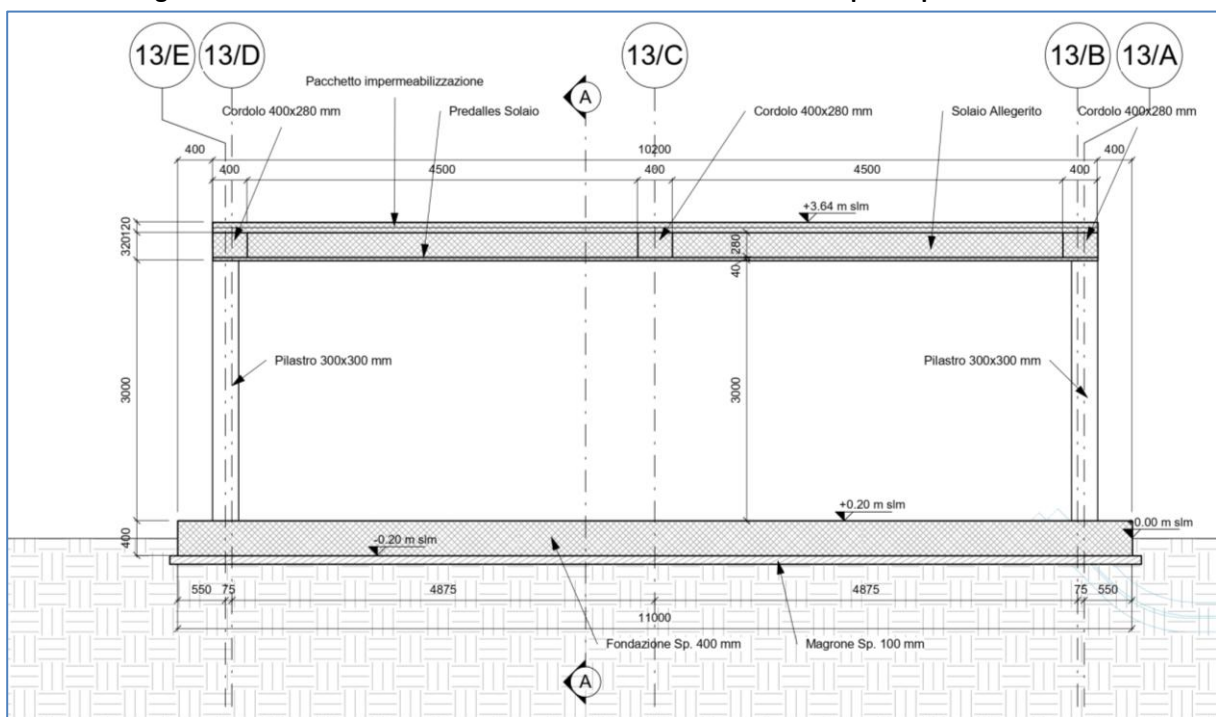 13/E
13/D
13/C
13/B
13/A
Pacchetto impermeabilizzazione
A
Cordolo 400x280 mm
Predalles Solaio
Cordolo 400x280 mm
Solaio Allegerito
Cordolo 400x280 mm
400
10200
400
400
4500
400
4500
400
+3.64 m slm
120
320
280
40
Pilastro 300x300 mm
Pilastro 300x300 mm
3000
3000
+0.20 m slm
+0.00 m slm
400
-0.20 m slm
550
75
4875
4875
75
550
11000
Fondazione Sp. 400 mm
Magrone Sp. 100 mm
A